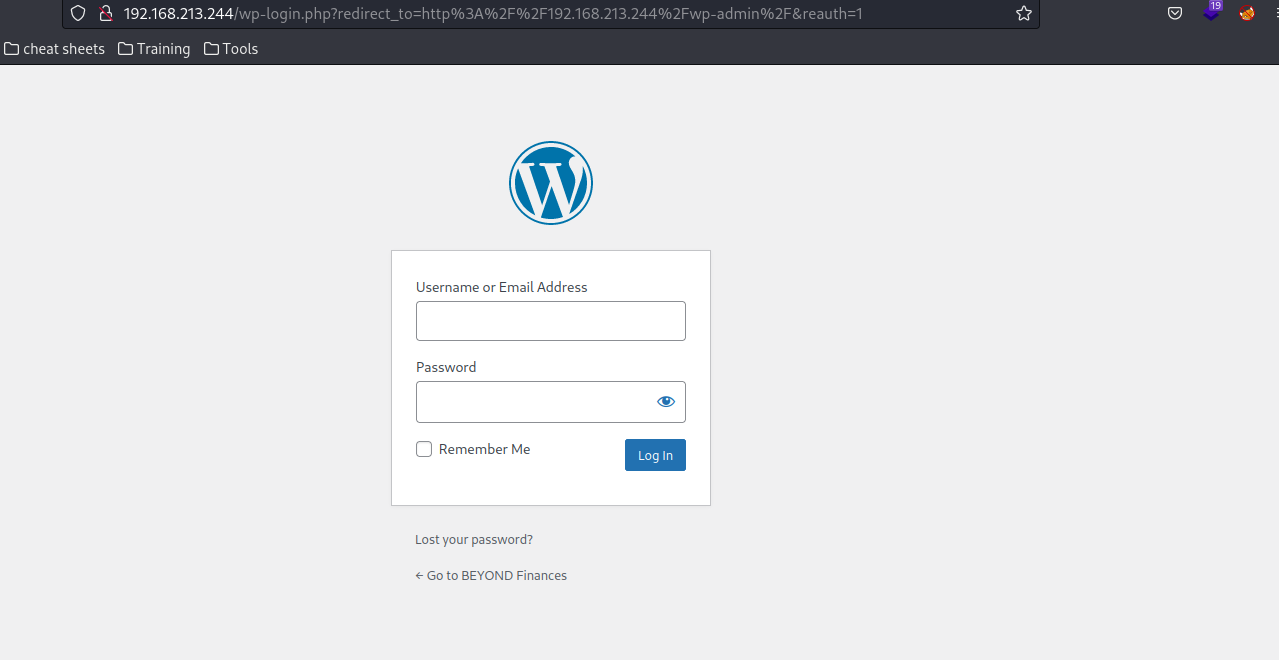 192.168.213.244/wp-login.php?redirect_to=http%3A%2F%2F192.168.213.244%2Fwp-admin%2F&reauth=1
19
cheat sheets Training Tools
W
Username or Email Address
Password
Remember Me Log In
Lost your password?
← Go to BEYOND Finances